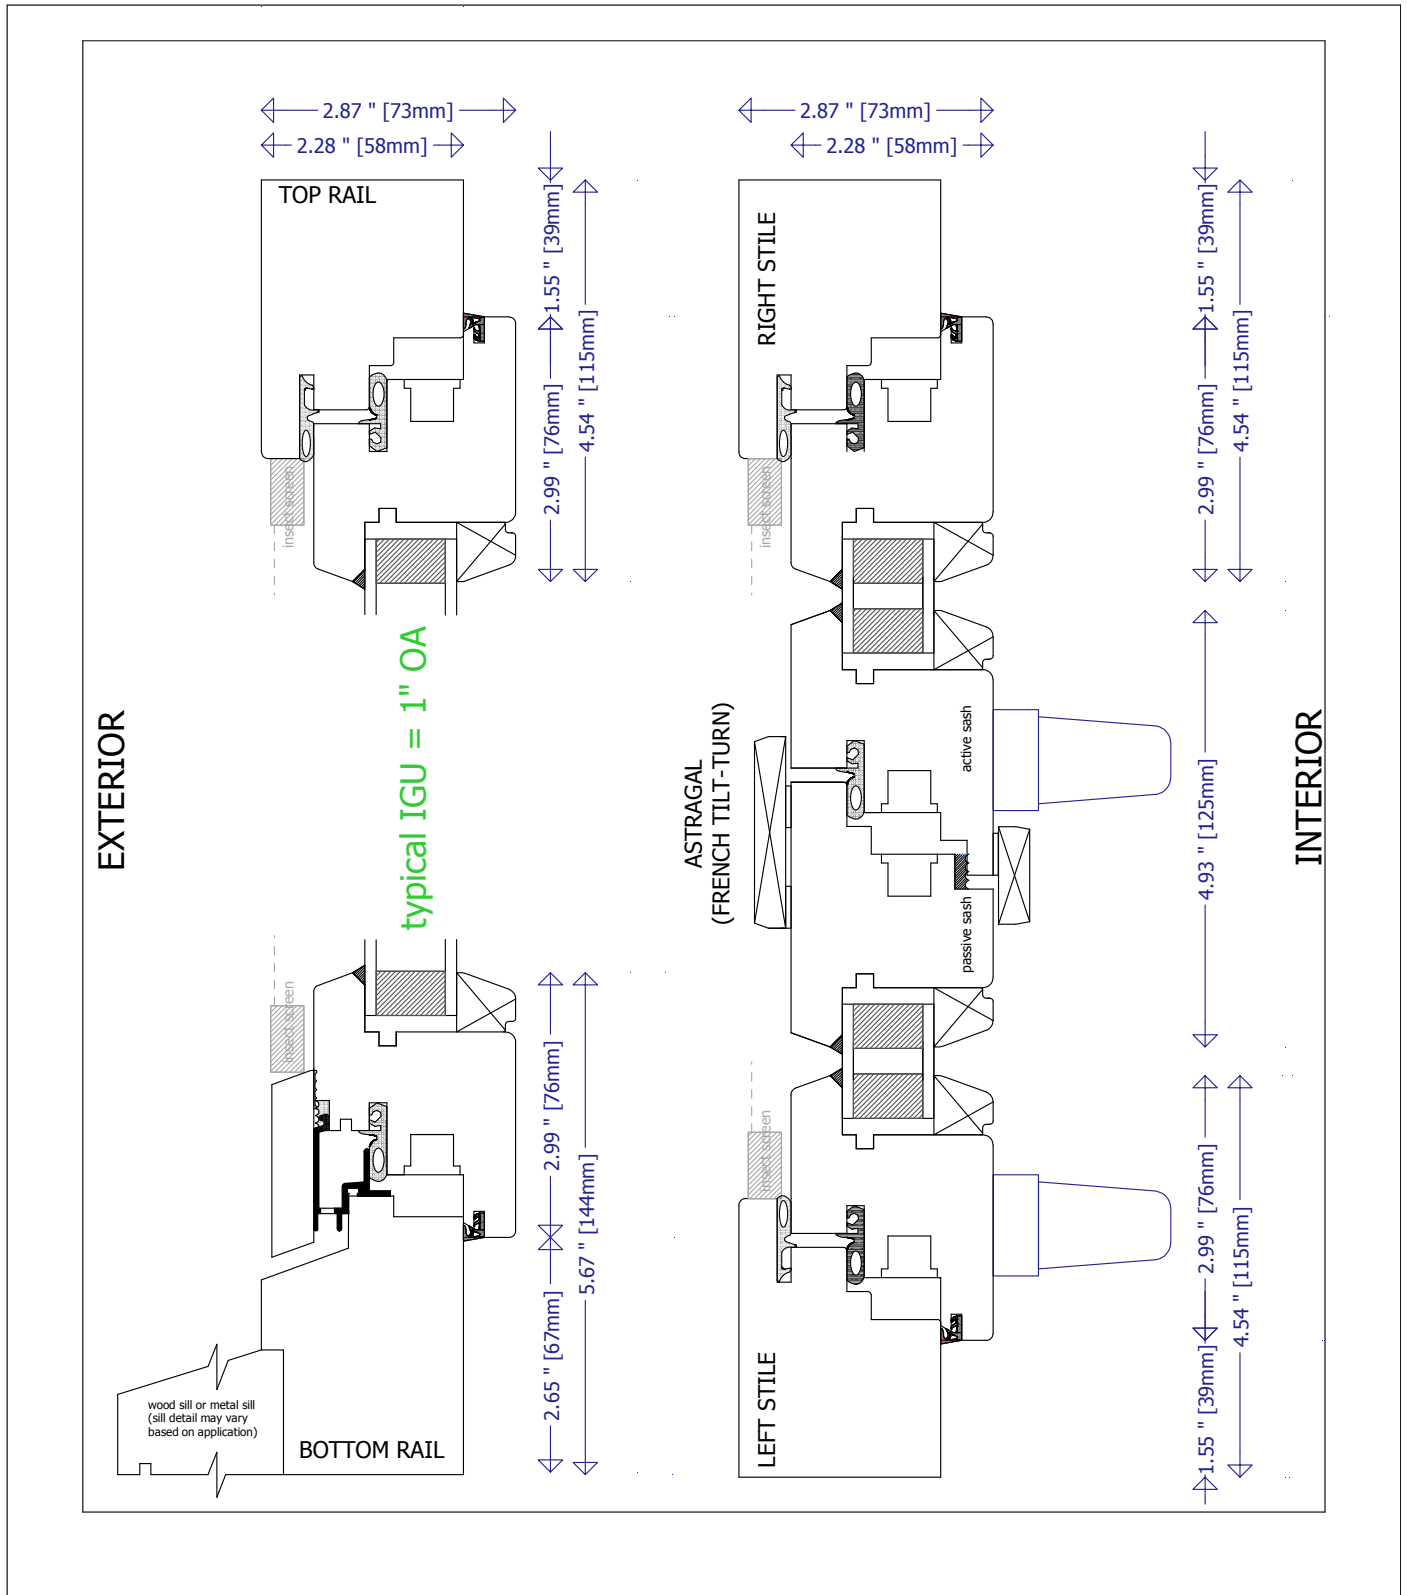 2.87 " [73mm]
2.28 " [58mm]
TOP RAIL
1.55 " [39mm]
2.99 " [76mm]
4.54 " [115mm]
insect screen
2.87 " [73mm]
2.28 " [58mm]
RIGHT STILE
1.55 " [39mm]
2.99 " [76mm]
4.54 " [115mm]
insect screen
EXTERIOR
typical IGU = 1" OA
ASTRAGAL
(FRENCH TILT-TURN)
active sash
passive sash
4.93 " [125mm]
INTERIOR
insect screen
2.99 " [76mm]
2.65 " [67mm]
5.67 " [144mm]
wood sill or metal sill
(sill detail may vary
based on application)
BOTTOM RAIL
insect screen
LEFT STILE
2.99 " [76mm]
1.55 " [39mm]
4.54 " [115mm]